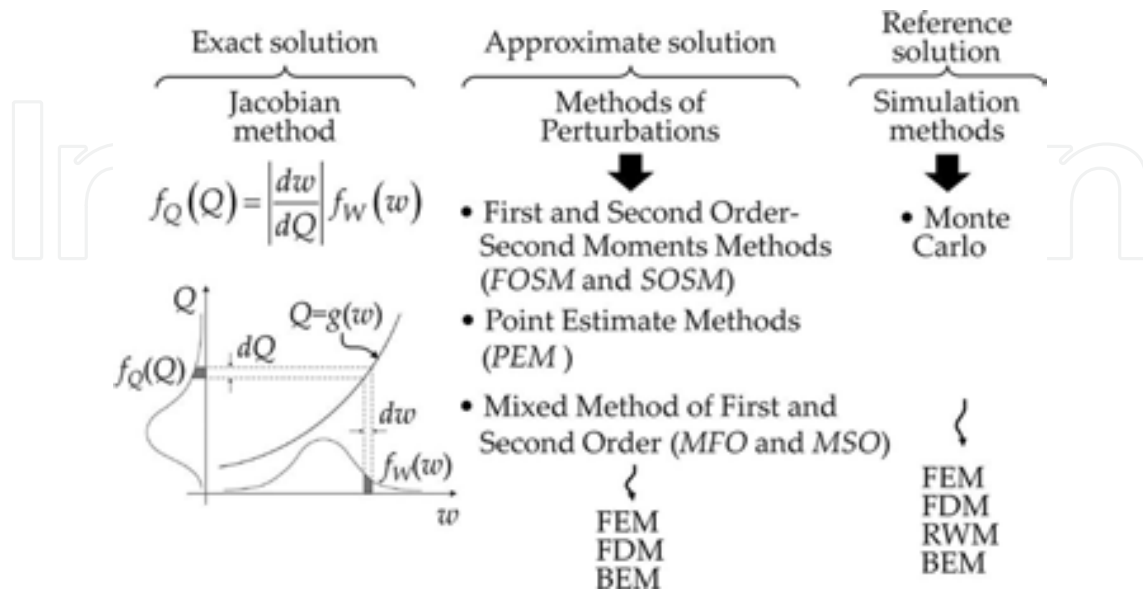 Exact solution
Jacobian
method
f_Q(Q) = |dw/dQ| f_W(w)
Q
Q=g(w)
dQ
f_Q(Q)
dw
f_W(w)
w
Approximate solution
Methods of
Perturbations
• First and Second Order-
Second Moments Methods
(FOSM and SOSM)
• Point Estimate Methods
(PEM )
• Mixed Method of First and
Second Order (MFO and MSO)
FEM
FDM
BEM
Reference
solution
Simulation
methods
• Monte
Carlo
FEM
FDM
RWM
BEM